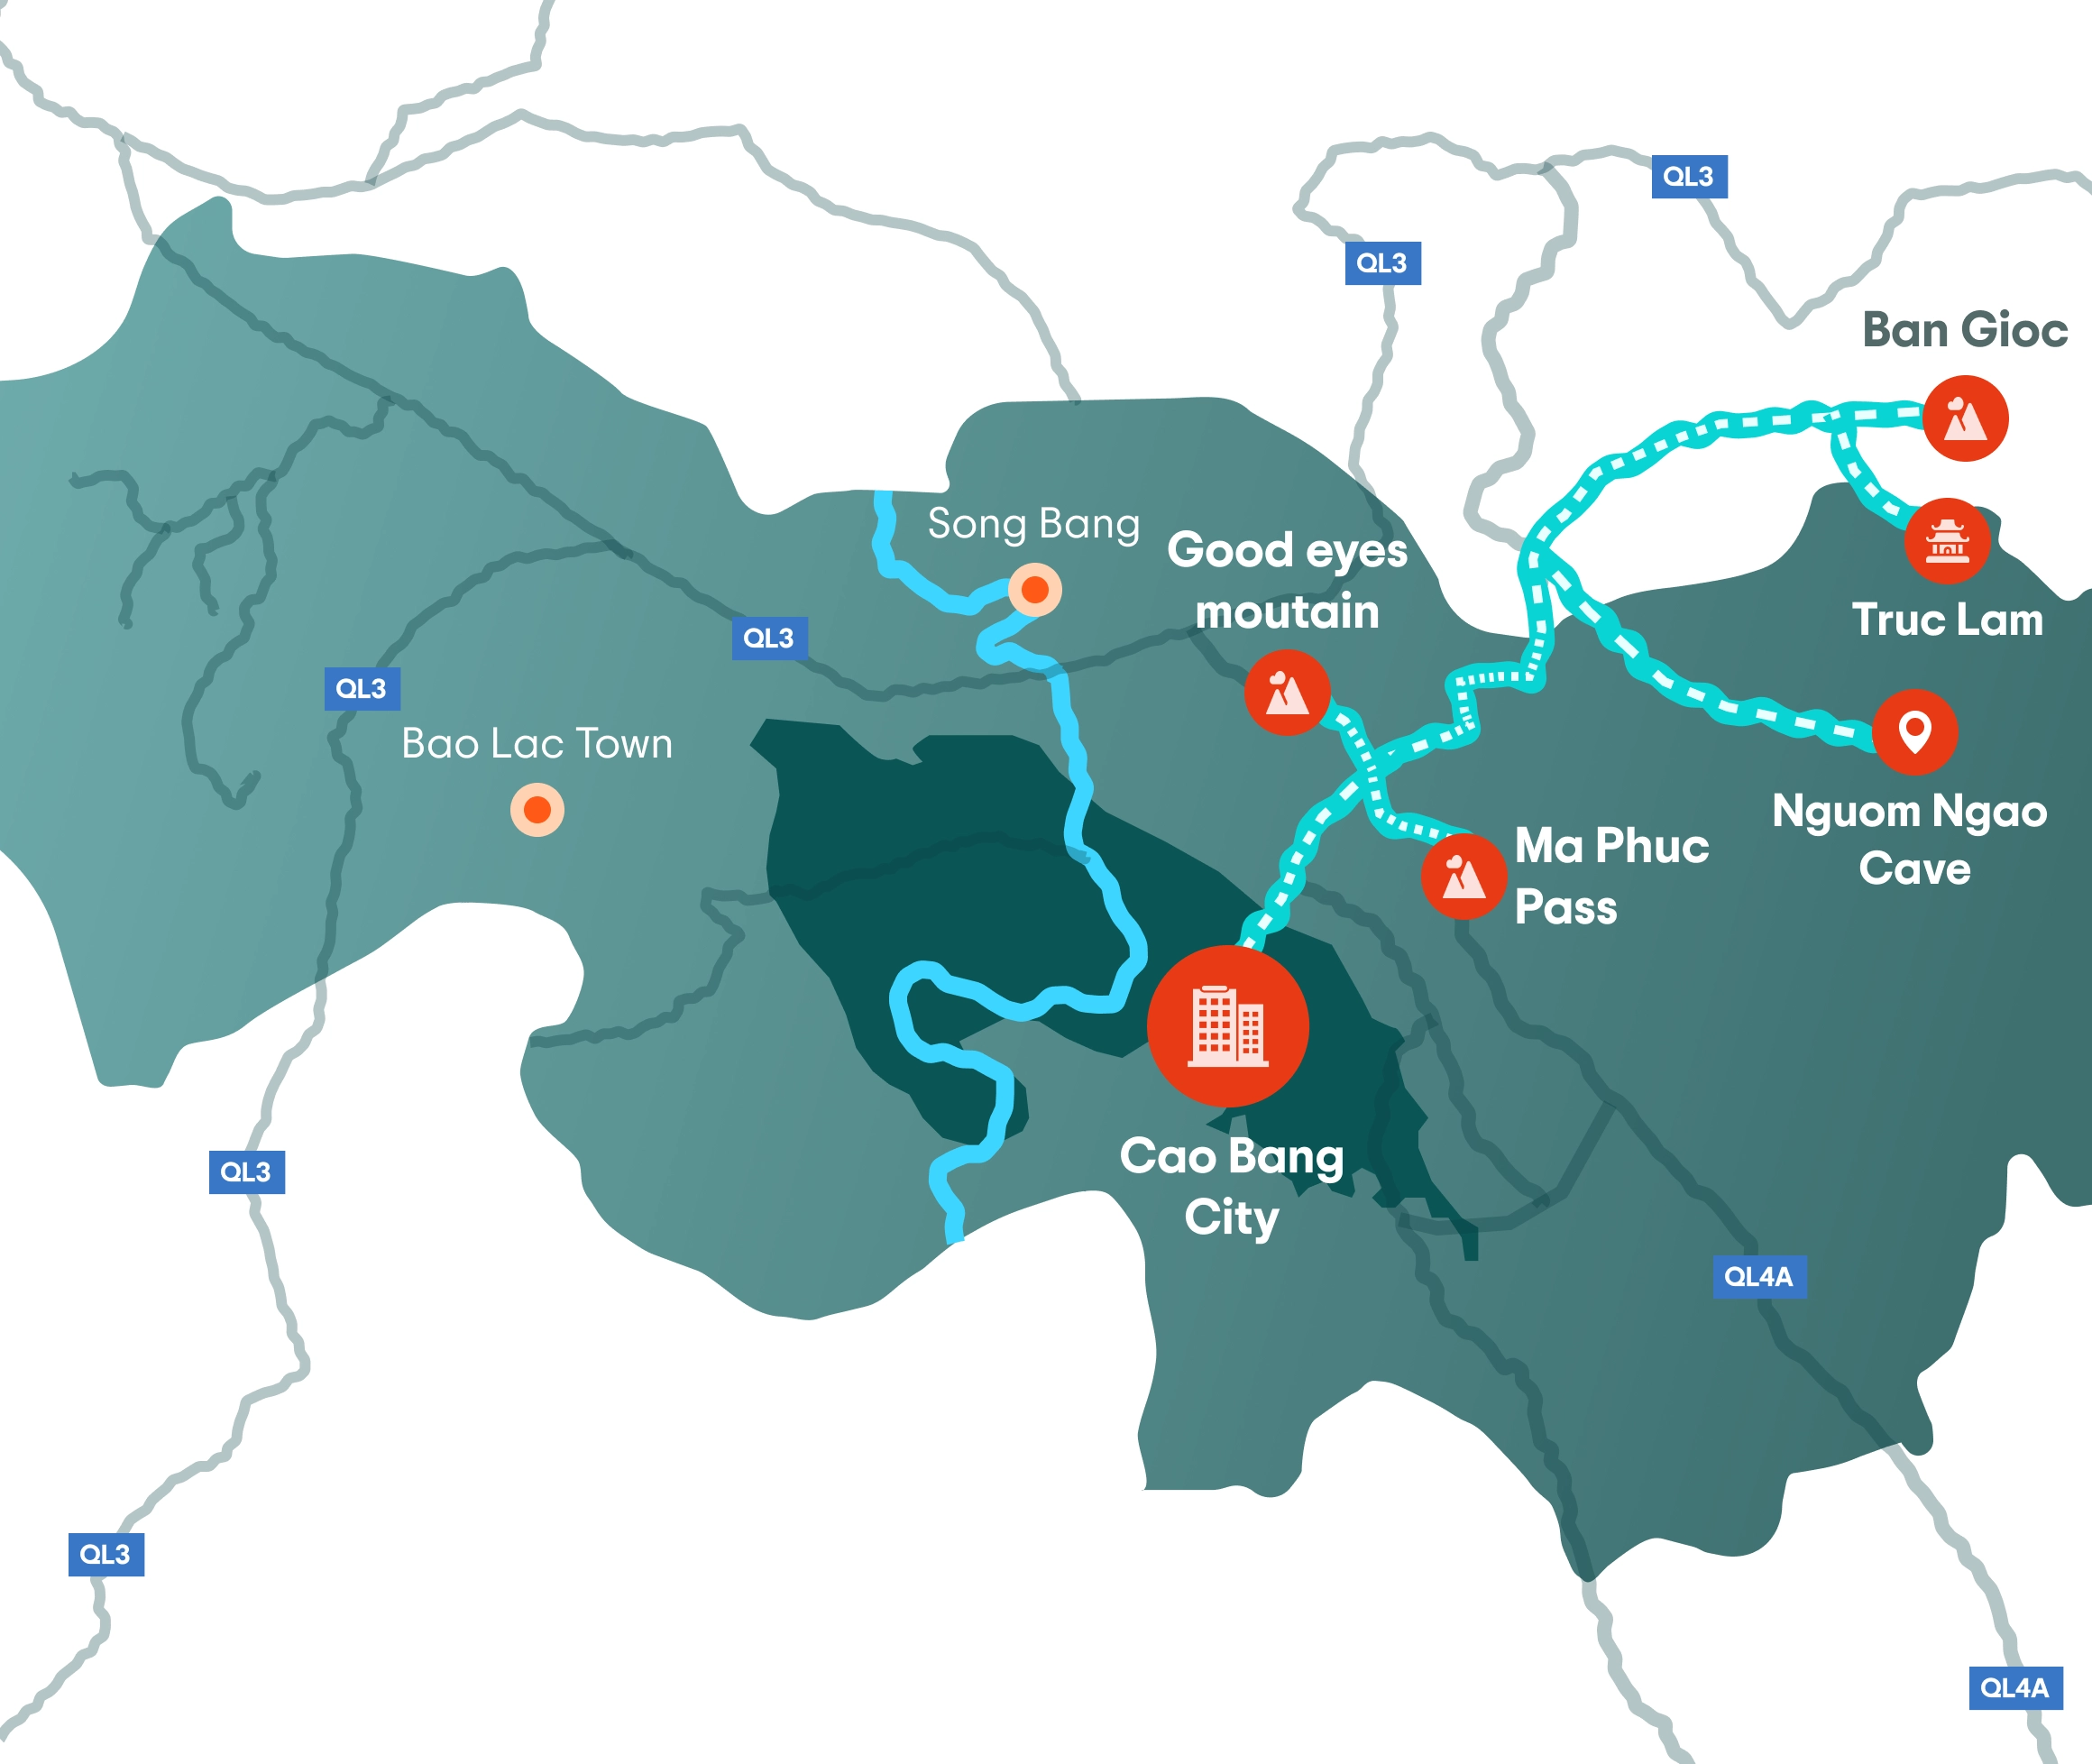 QL3
QL3
Ban Gioc
Song Bang
Good eyes
moutain
Truc Lam
QL3
QL3
Bao Lac Town
Nguom Ngao
Cave
Ma Phuc
Pass
Cao Bang
City
QL3
QL4A
QL3
QL4A